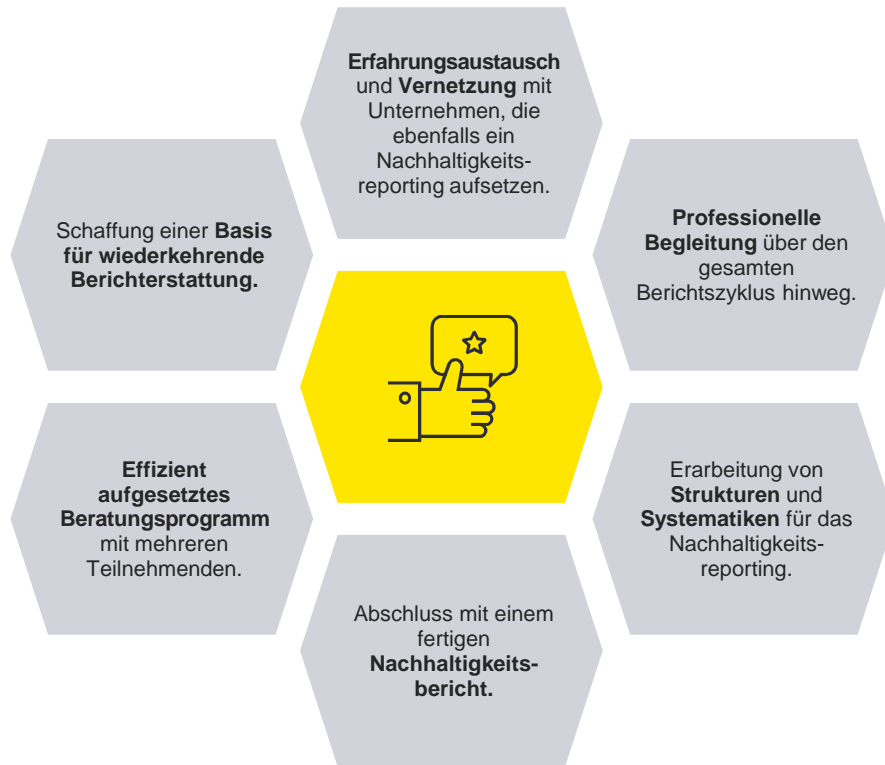 Erfahrungsaustausch
und Vernetzung mit
Unternehmen, die
ebenfalls ein
Nachhaltigkeits-
reporting aufsetzen.
Professionelle
Begleitung über den
gesamten
Berichtszyklus hinweg.
Erarbeitung von
Strukturen und
Systematiken für das
Nachhaltigkeits-
reporting.
Abschluss mit einem
fertigen
Nachhaltigkeits-
bericht.
Effizient
aufgesetztes
Beratungsprogramm
mit mehreren
Teilnehmenden.
Schaffung einer Basis
für wiederkehrende
Berichterstattung.